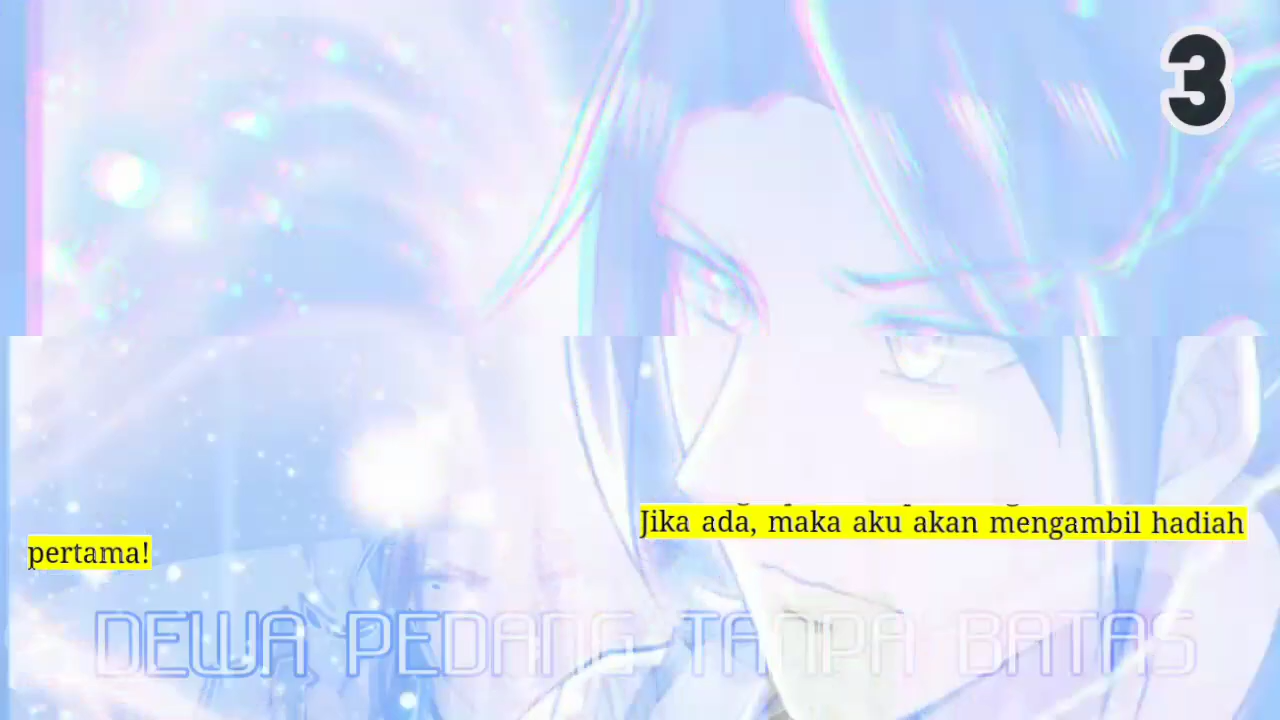 3
Jika ada, maka aku akan mengambil hadiah
pertama!
DEWA PEDANG TANPA BATAS